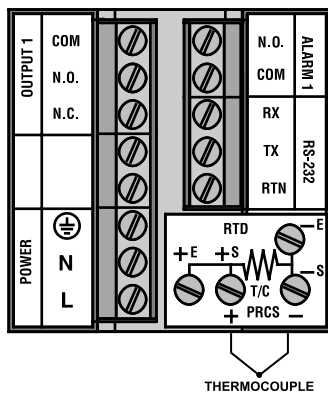 OUTPUT 1
COM
N.O.
N.C.
POWER
N
L
N.O.
COM
ALARM 1
RX
TX
RTN
RS-232
RTD
– E
+ E
+ S
– S
T/C
+ PRCS –
THERMOCOUPLE